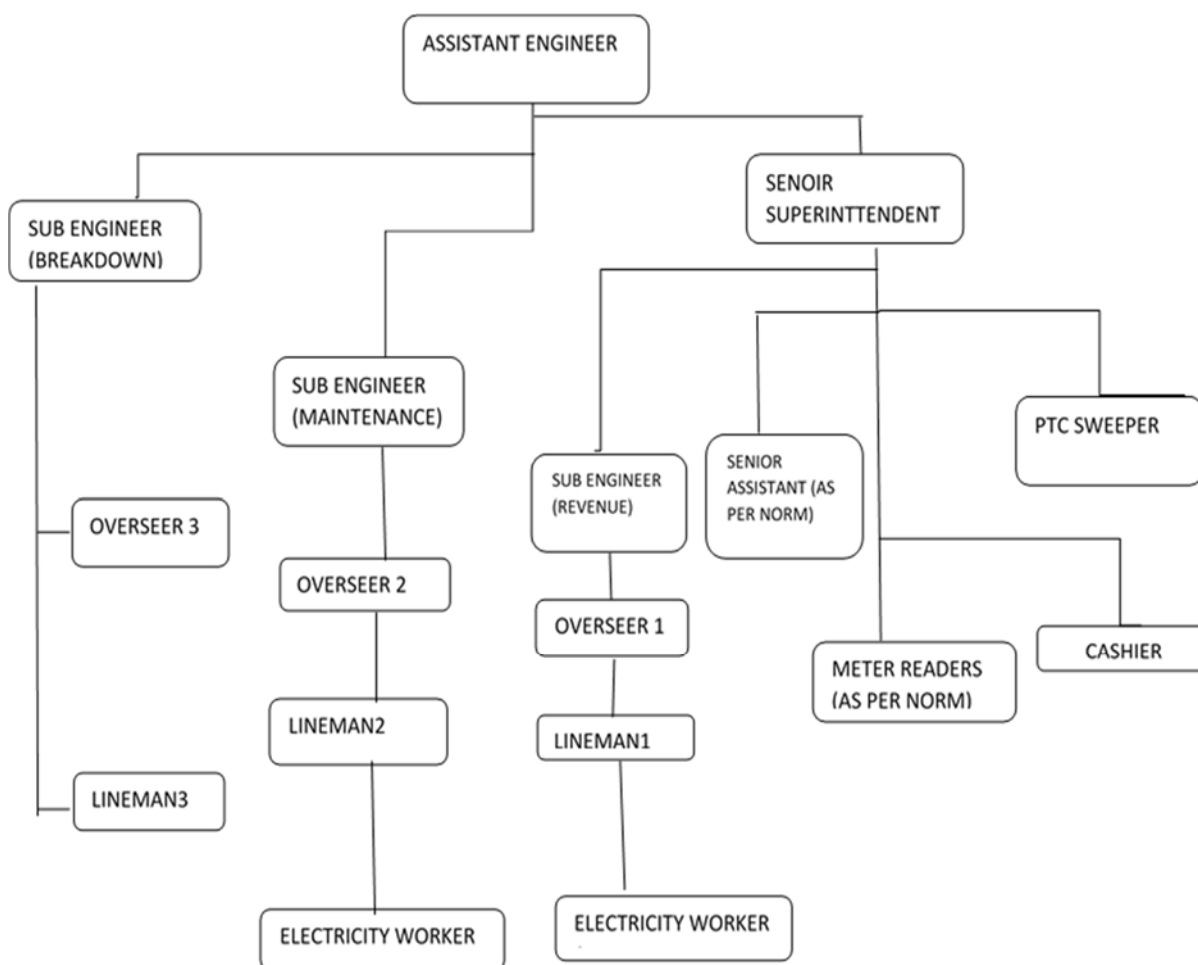 ASSISTANT ENGINEER
SENOIR
SUPERINTTENDENT
SUB ENGINEER
(BREAKDOWN)
SUB ENGINEER
(MAINTENANCE)
PTC SWEEPER
SENIOR
ASSISTANT (AS
PER NORM)
SUB ENGINEER
(REVENUE)
OVERSEER 3
OVERSEER 2
OVERSEER 1
CASHIER
METER READERS
(AS PER NORM)
LINEMAN2
LINEMAN1
LINEMAN3
ELECTRICITY WORKER
ELECTRICITY WORKER